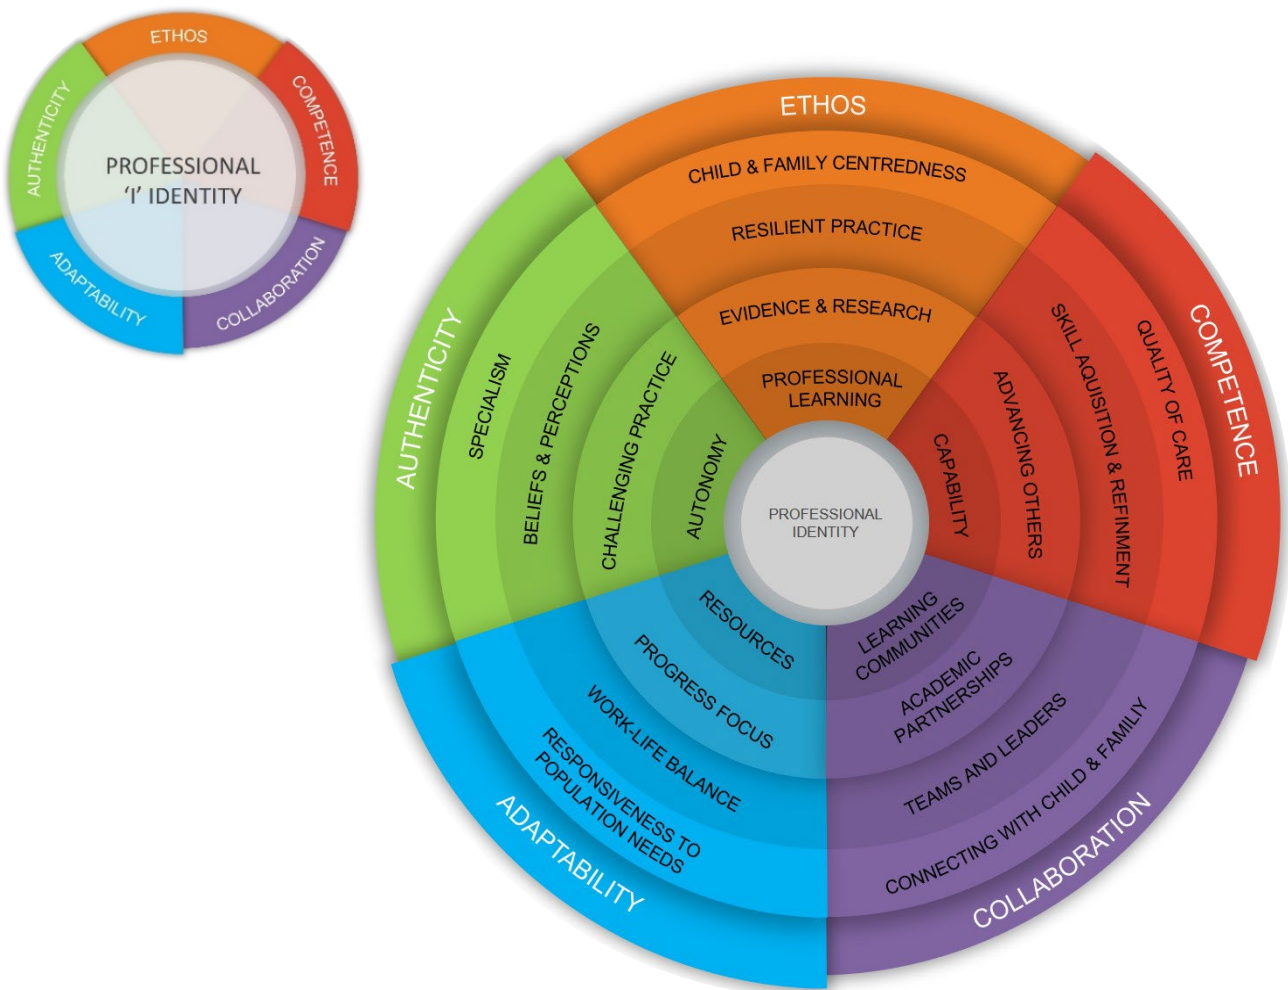 ETHOS
COMPETENCE
COLLABORATION
ADAPTABILITY
AUTHENTICITY
PROFESSIONAL
'I' IDENTITY
ETHOS
CHILD & FAMILY CENTREDNESS
RESILIENT PRACTICE
EVIDENCE & RESEARCH
PROFESSIONAL
LEARNING
COMPETENCE
QUALITY OF CARE
SKILL AQUISITION & REFINMENT
ADVANCING OTHERS
CAPABILITY
COLLABORATION
CONNECTING WITH CHILD & FAMILIY
TEAMS AND LEADERS
ACADEMIC
PARTNERSHIPS
LEARNING
COMMUNITIES
ADAPTABILITY
RESPONSIVENESS TO
POPULATION NEEDS
WORK-LIFE BALANCE
PROGRESS FOCUS
RESOURCES
AUTHENTICITY
SPECIALISM
BELIEFS & PERCEPTIONS
CHALLENGING PRACTICE
AUTONOMY
PROFESSIONAL
IDENTITY